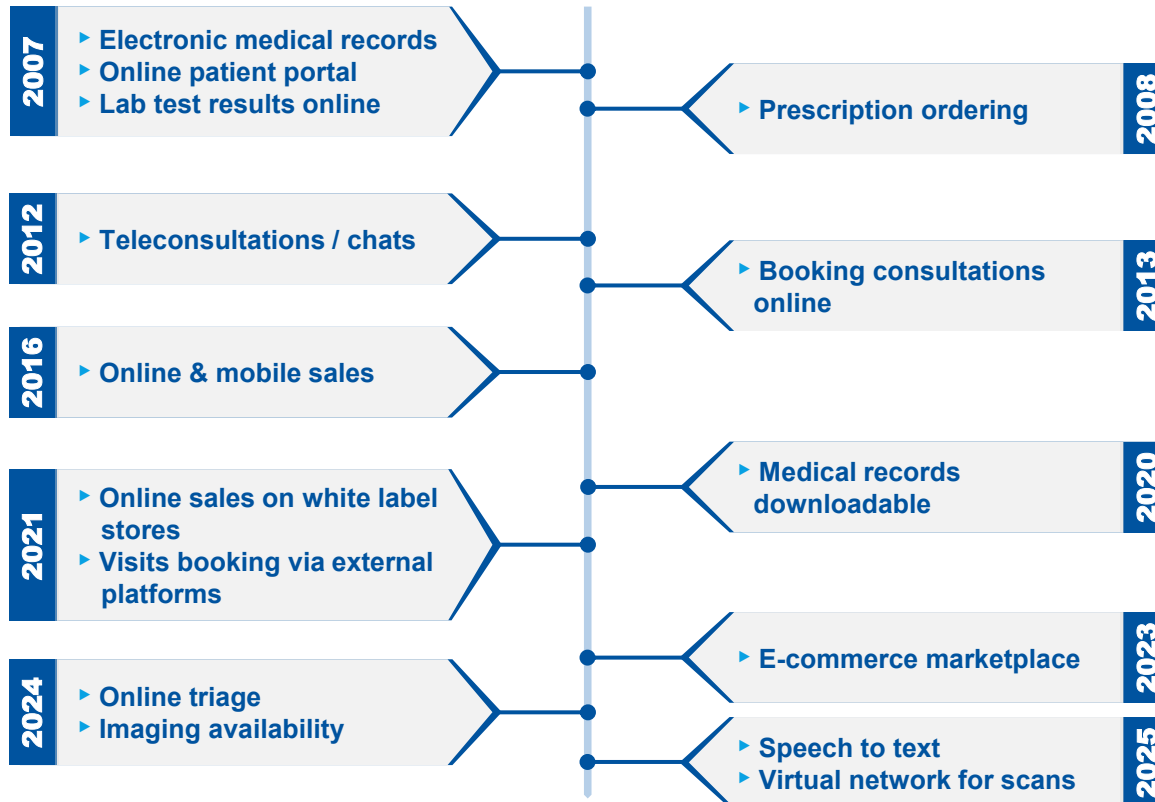 2007
▸ Electronic medical records
▸ Online patient portal
▸ Lab test results online
2008
▸ Prescription ordering
2012
▸ Teleconsultations / chats
2013
▸ Booking consultations
online
2016
▸ Online & mobile sales
2020
▸ Medical records
downloadable
2021
▸ Online sales on white label
stores
▸ Visits booking via external
platforms
2023
▸ E-commerce marketplace
2024
▸ Online triage
▸ Imaging availability
2025
▸ Speech to text
▸ Virtual network for scans